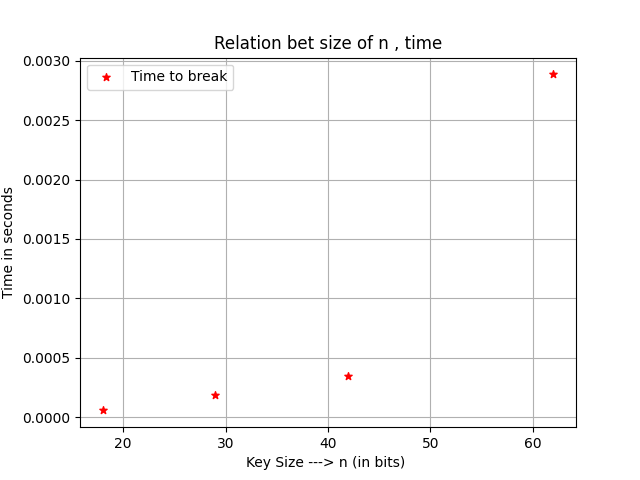 Relation bet size of n , time
Time to break
0.0030
0.0025
0.0020
0.0015
0.0010
0.0005
0.0000
Time in seconds
20 30 40 50 60
Key Size ---> n (in bits)